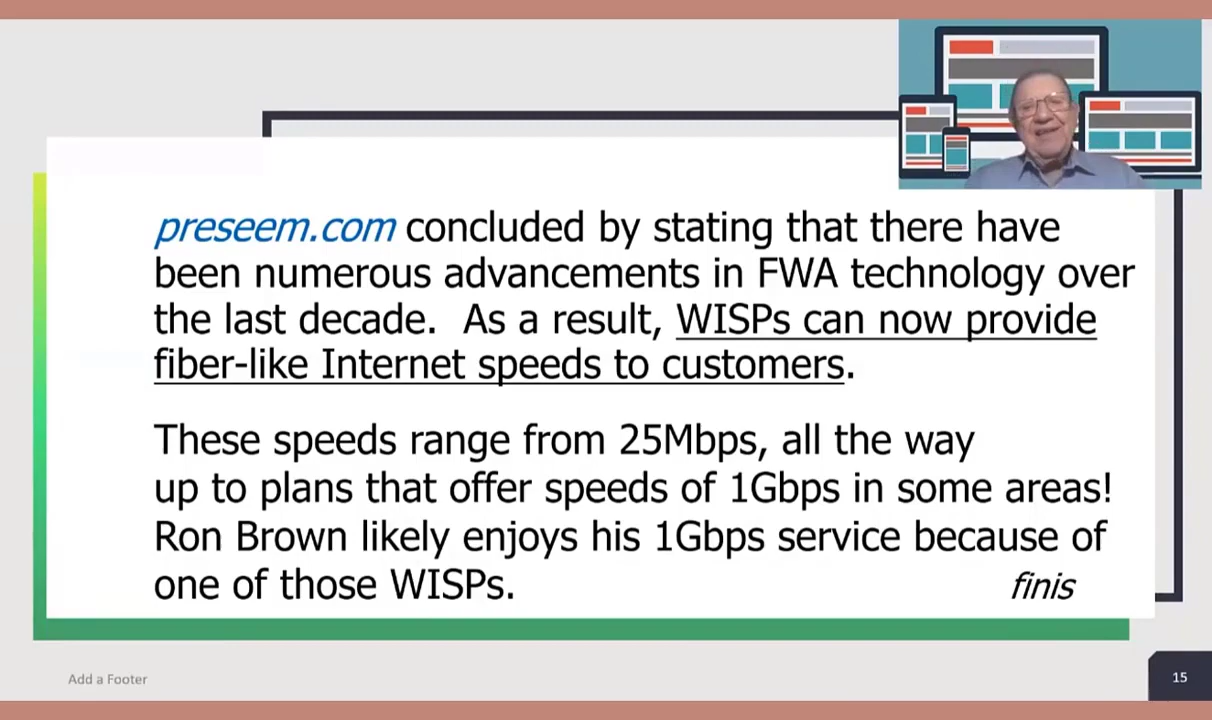 preseem.com concluded by stating that there have
been numerous advancements in FWA technology over
the last decade.  As a result, WISPs can now provide
fiber-like Internet speeds to customers.
These speeds range from 25Mbps, all the way
up to plans that offer speeds of 1Gbps in some areas!
Ron Brown likely enjoys his 1Gbps service because of
one of those WISPs.
finis
Add a Footer
15